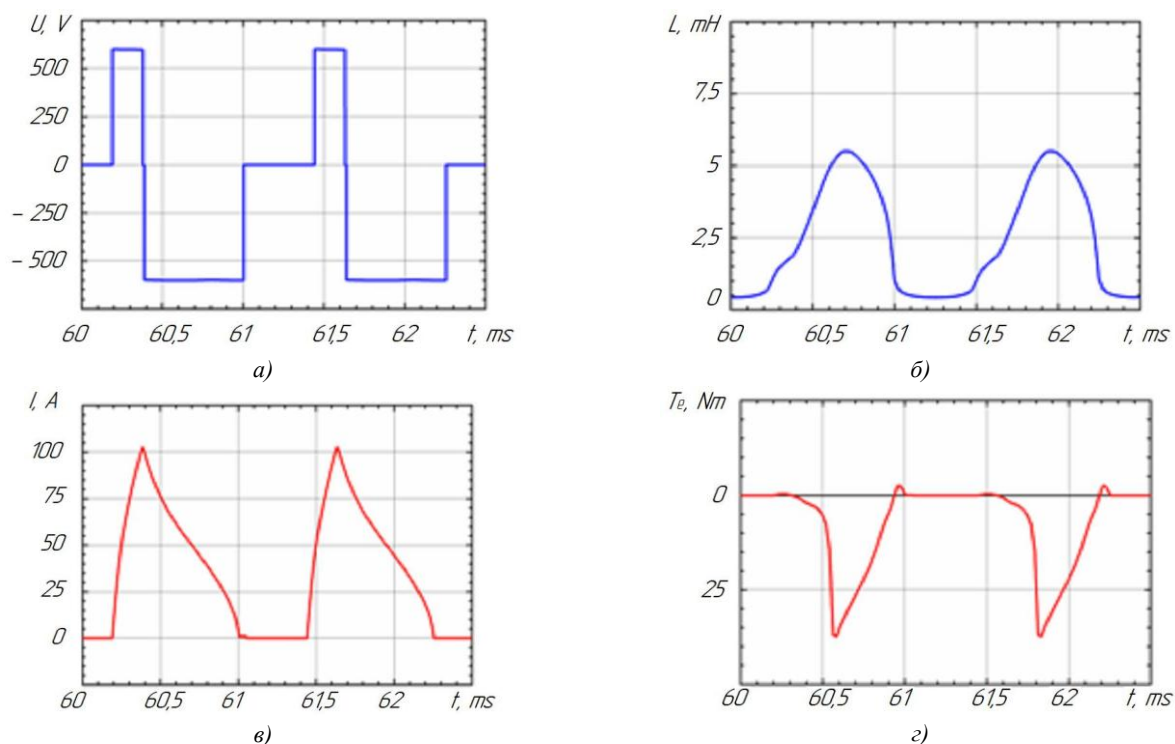 U, V
500
250
0
– 250
– 500
60 60,5 61 61,5 62 t, ms
а)
L, mH
7,5
5
2,5
0
60 60,5 61 61,5 62 t, ms
б)
I, A
100
75
50
25
0
60 60,5 61 61,5 62 t, ms
в)
Te, Nm
0
25
60 60,5 61 61,5 62 t, ms
г)